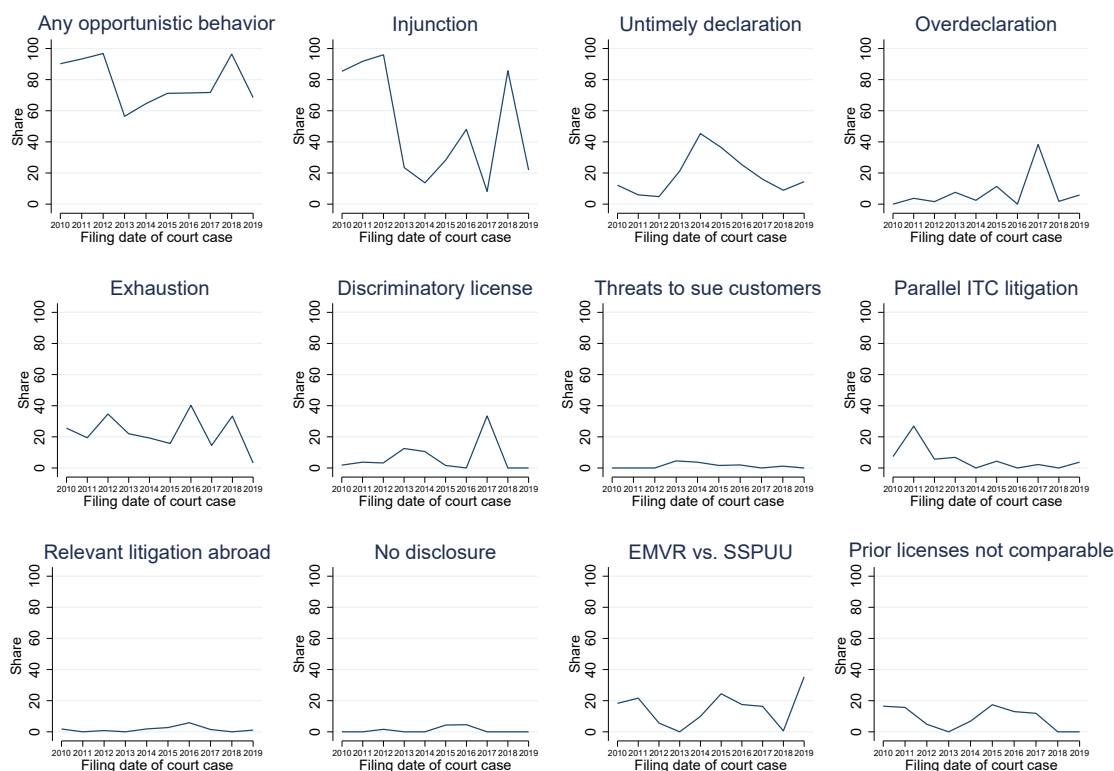 Any opportunistic behavior
100
80
60
40
20
0
Share
2010 2011 2012 2013 2014 2015 2016 2017 2018 2019
Filing date of court case
Injunction
100
80
60
40
20
0
Share
2010 2011 2012 2013 2014 2015 2016 2017 2018 2019
Filing date of court case
Untimely declaration
100
80
60
40
20
0
Share
2010 2011 2012 2013 2014 2015 2016 2017 2018 2019
Filing date of court case
Overdeclaration
100
80
60
40
20
0
Share
2010 2011 2012 2013 2014 2015 2016 2017 2018 2019
Filing date of court case
Exhaustion
100
80
60
40
20
0
Share
2010 2011 2012 2013 2014 2015 2016 2017 2018 2019
Filing date of court case
Discriminatory license
100
80
60
40
20
0
Share
2010 2011 2012 2013 2014 2015 2016 2017 2018 2019
Filing date of court case
Threats to sue customers
100
80
60
40
20
0
Share
2010 2011 2012 2013 2014 2015 2016 2017 2018 2019
Filing date of court case
Parallel ITC litigation
100
80
60
40
20
0
Share
2010 2011 2012 2013 2014 2015 2016 2017 2018 2019
Filing date of court case
Relevant litigation abroad
100
80
60
40
20
0
Share
2010 2011 2012 2013 2014 2015 2016 2017 2018 2019
Filing date of court case
No disclosure
100
80
60
40
20
0
Share
2010 2011 2012 2013 2014 2015 2016 2017 2018 2019
Filing date of court case
EMVR vs. SSPUU
100
80
60
40
20
0
Share
2010 2011 2012 2013 2014 2015 2016 2017 2018 2019
Filing date of court case
Prior licenses not comparable
100
80
60
40
20
0
Share
2010 2011 2012 2013 2014 2015 2016 2017 2018 2019
Filing date of court case